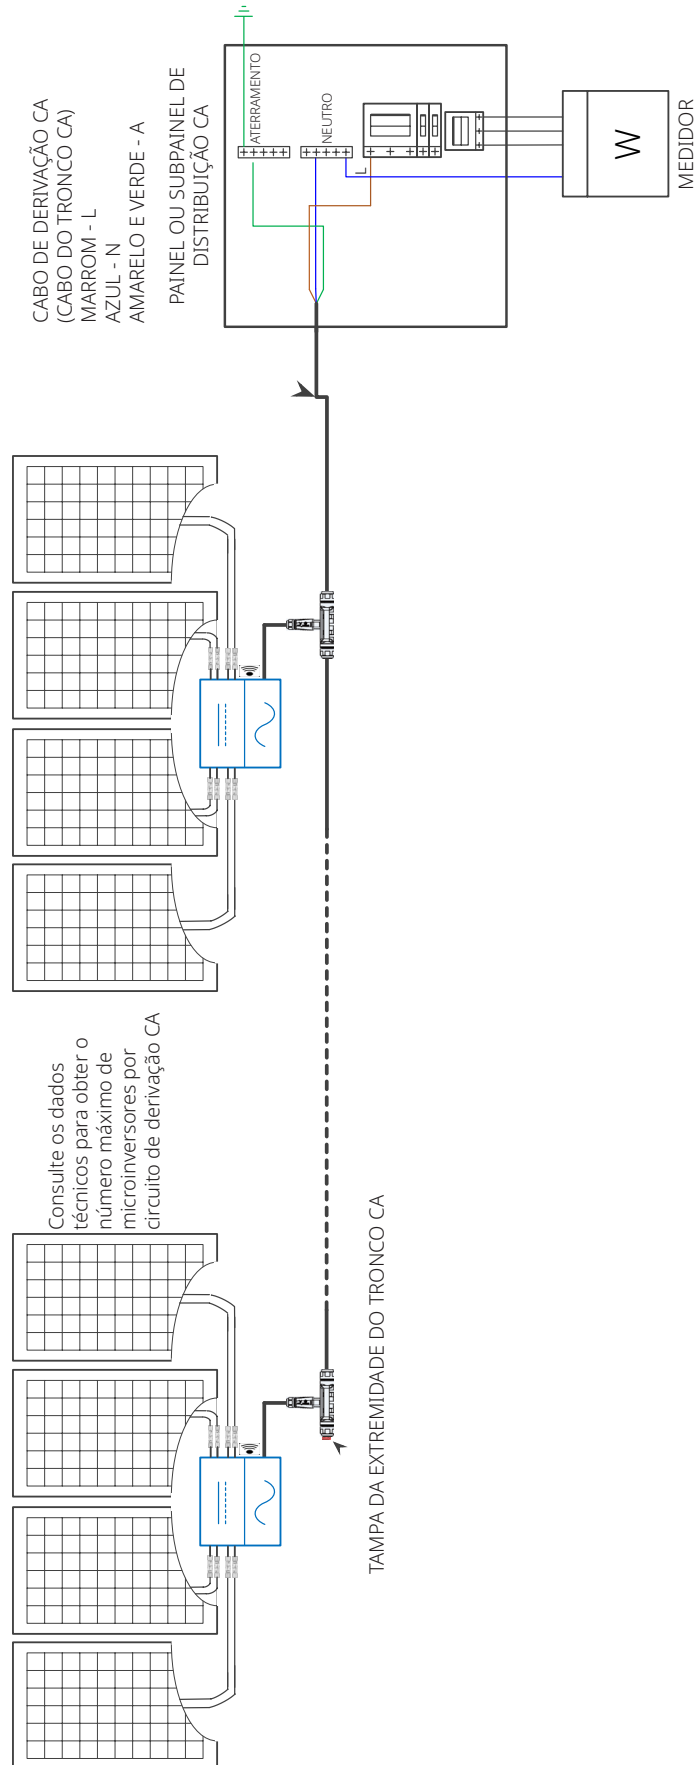 Consulte os dados
técnicos para obter o
número máximo de
microinversores por
circuito de derivação CA
TAMPA DA EXTREMIDADE DO TRONCO CA
CABO DE DERIVAÇÃO CA
(CABO DO TRONCO CA)
MARROM - L
AZUL - N
AMARELO E VERDE - A
PAINEL OU SUBPAINEL DE
DISTRIBUIÇÃO CA
ATERRAMENTO
NEUTRO
L
W
MEDIDOR